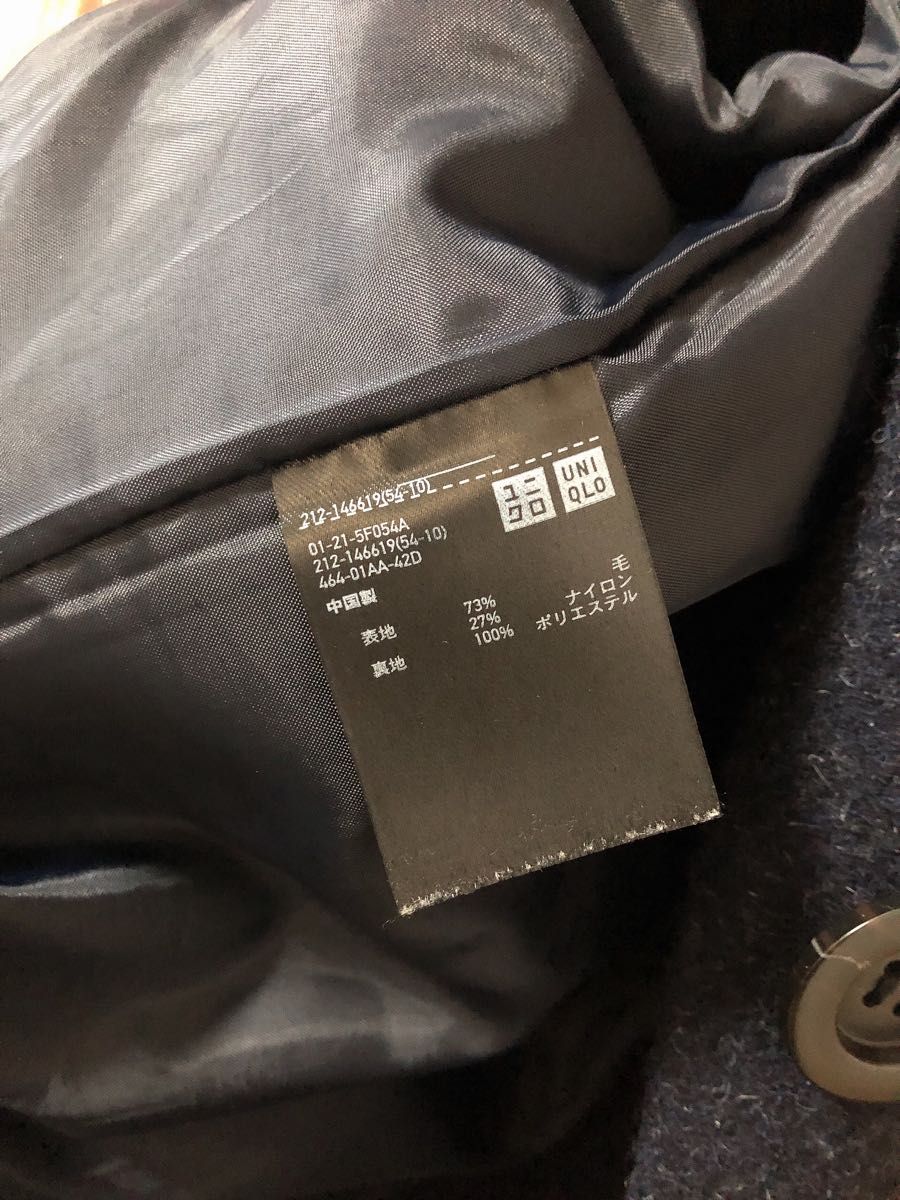 212-146619(54-10)
ユニ
クロ
UNI
QLO
01-21-5F054A
212-146619(54-10)
464-01AA-42D
中国製
表地 73% 毛
27% ナイロン
裏地 100% ポリエステル